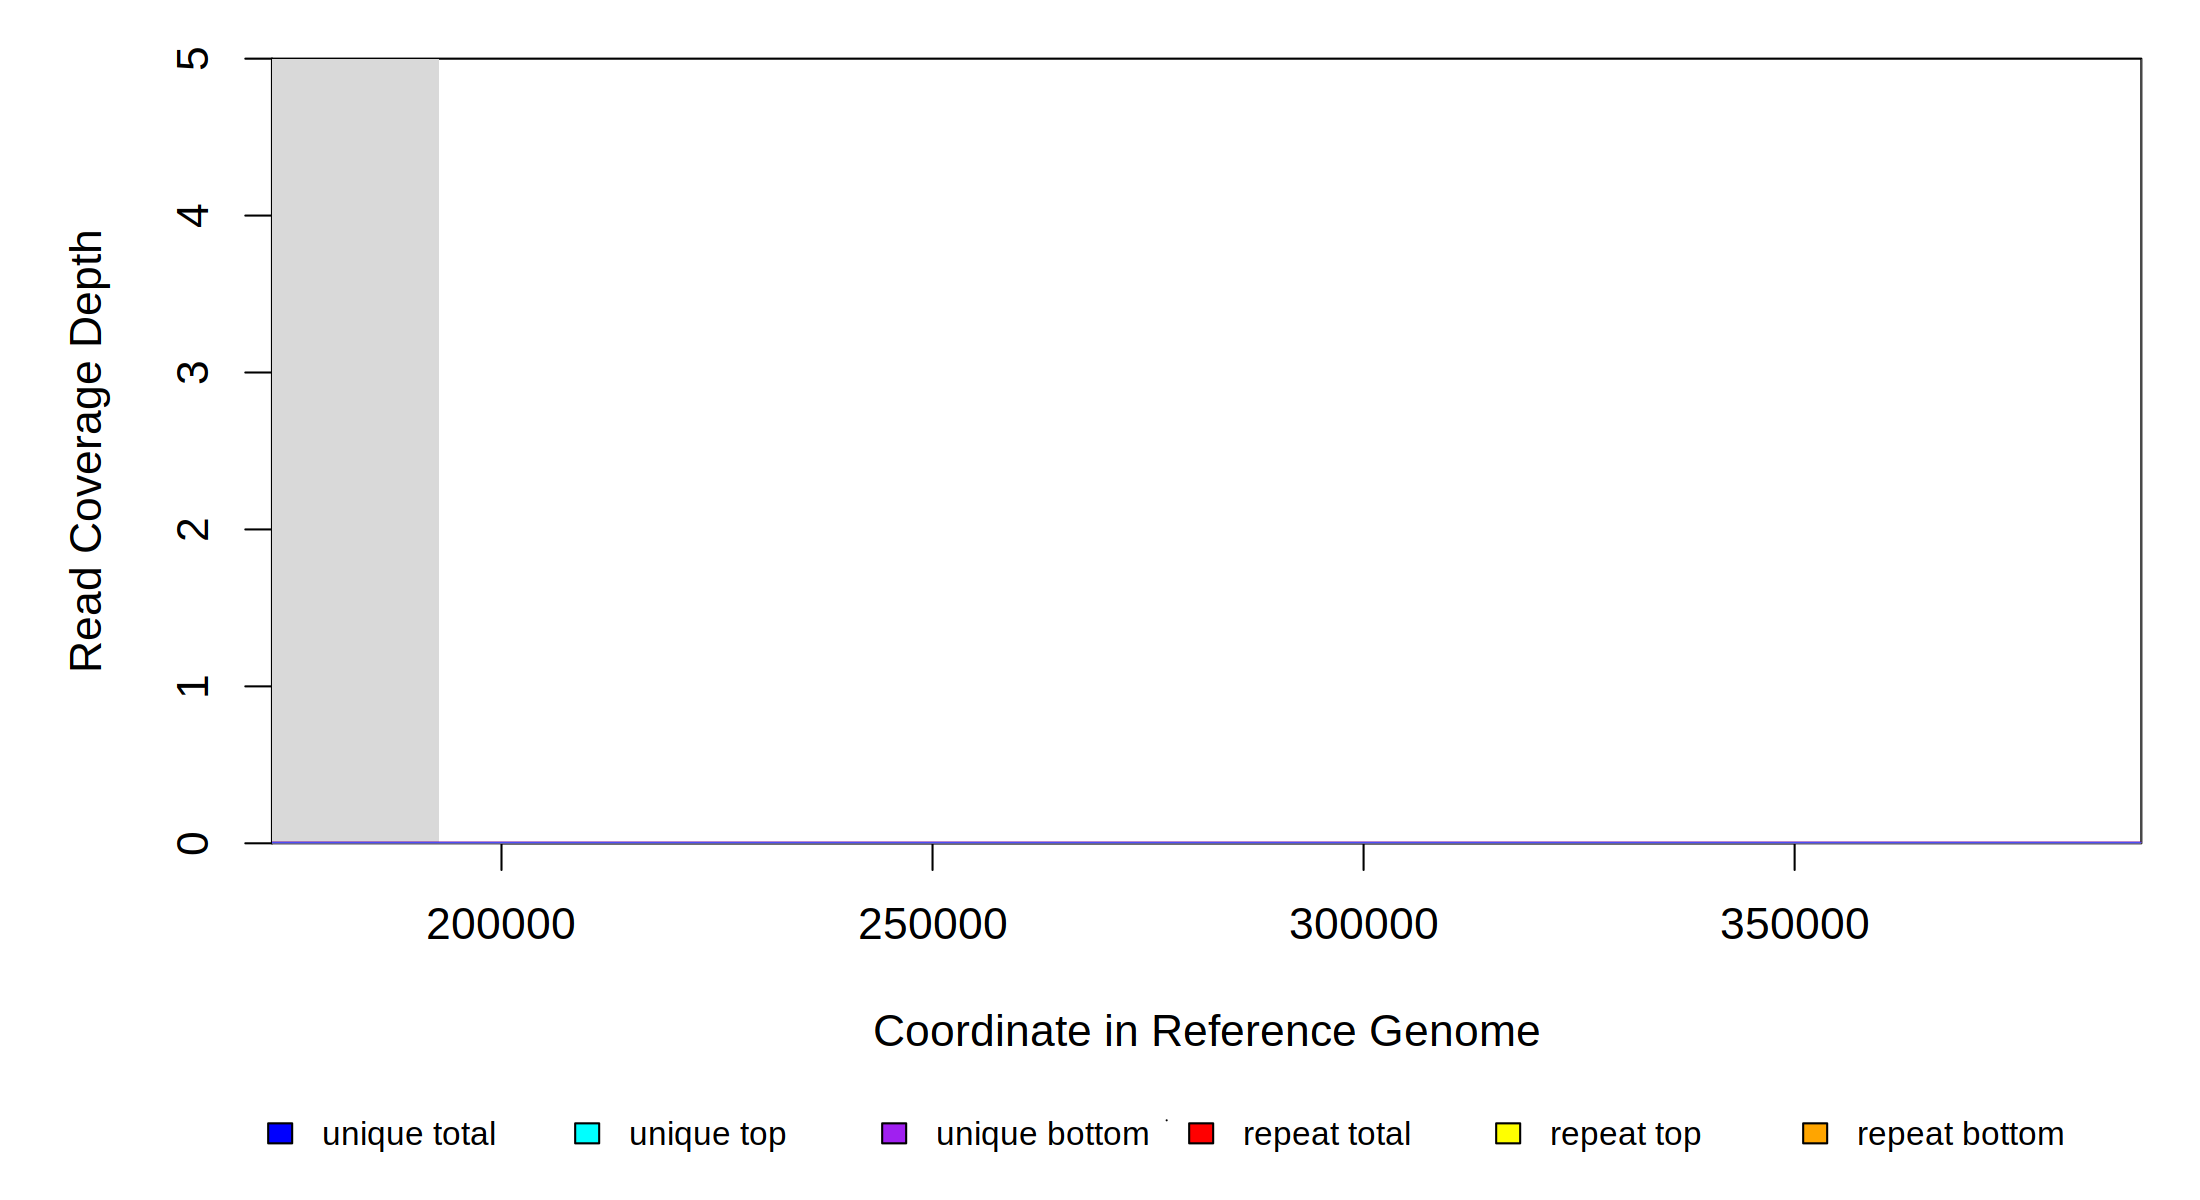 5
4
3
2
1
0
Read Coverage Depth
200000 250000 300000 350000
Coordinate in Reference Genome
unique total unique top unique bottom repeat total repeat top repeat bottom